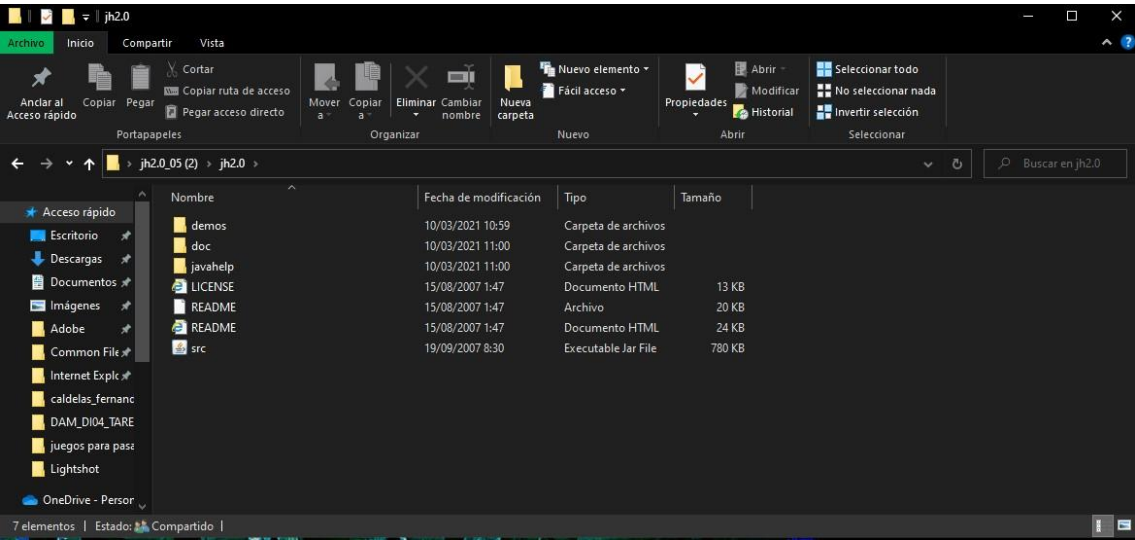 jh2.0
Archivo Inicio Compartir Vista
Anclar al Acceso rápido
Copiar
Pegar
Cortar
Copiar ruta de acceso
Pegar acceso directo
Portapapeles
Mover a
Copiar a
Eliminar
Cambiar nombre
Organizar
Nueva carpeta
Nuevo elemento
Fácil acceso
Nuevo
Propiedades
Abrir
Modificar
Historial
Abrir
Seleccionar todo
No seleccionar nada
Invertir selección
Seleccionar
jh2.0_05 (2) > jh2.0 >
Buscar en jh2.0
Acceso rápido
Escritorio
Descargas
Documentos
Imágenes
Adobe
Common File
Internet Explc
caldelas_fernanc
DAM_DI04_TARE
juegos para pasa
Lightshot
OneDrive - Person
Nombre Fecha de modificación Tipo Tamaño
demos 10/03/2021 10:59 Carpeta de archivos
doc 10/03/2021 11:00 Carpeta de archivos
javahelp 10/03/2021 11:00 Carpeta de archivos
LICENSE 15/08/2007 1:47 Documento HTML 13 KB
README 15/08/2007 1:47 Archivo 20 KB
README 15/08/2007 1:47 Documento HTML 24 KB
src 19/09/2007 8:30 Executable Jar File 780 KB
7 elementos | Estado: Compartido |